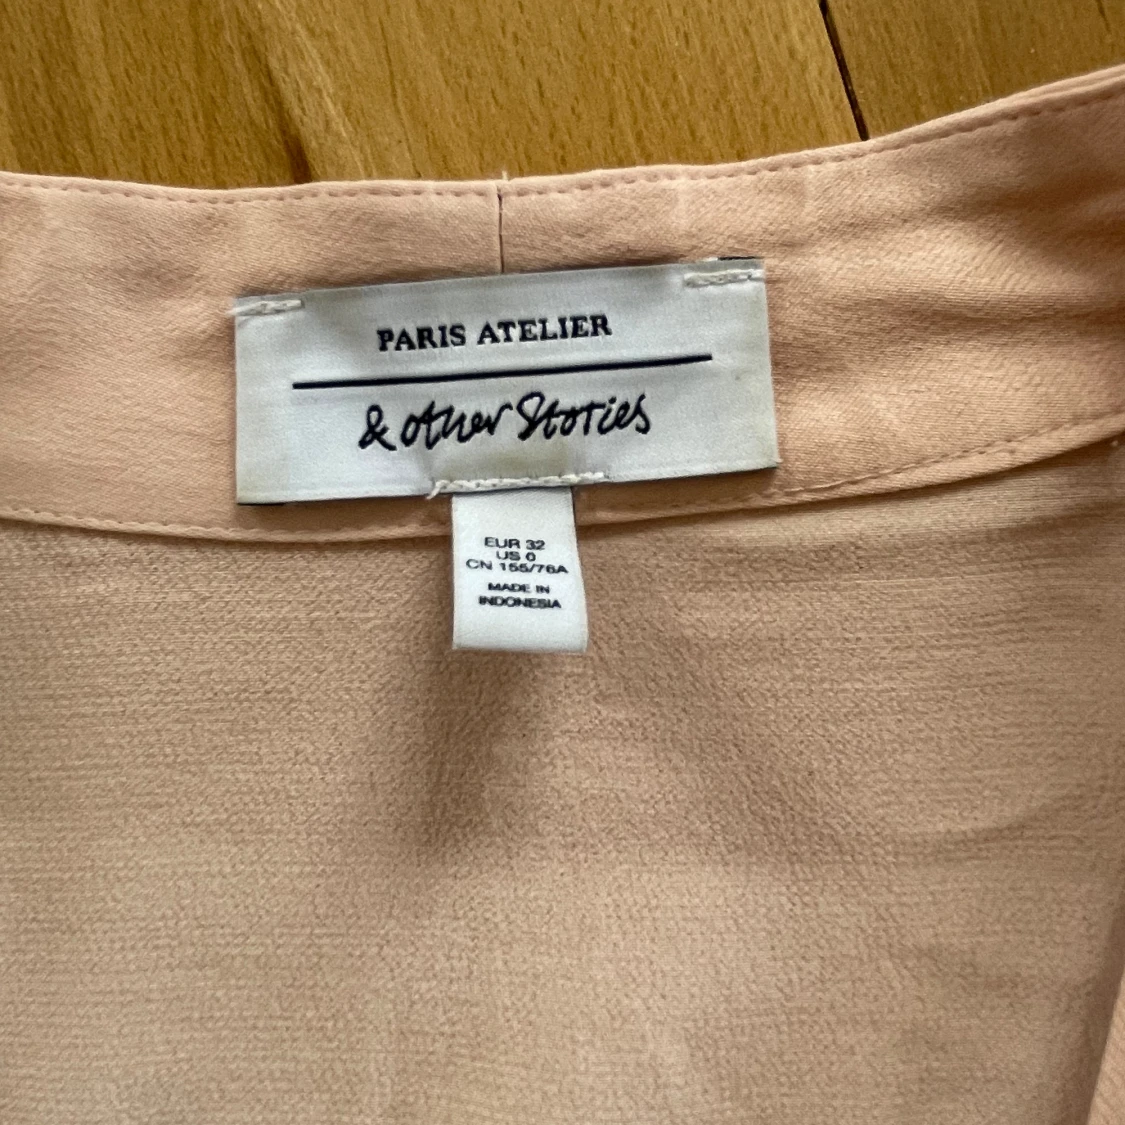 PARIS ATELIER
& other Stories
EUR 32
US 0
CN 155/76A
MADE IN
INDONESIA